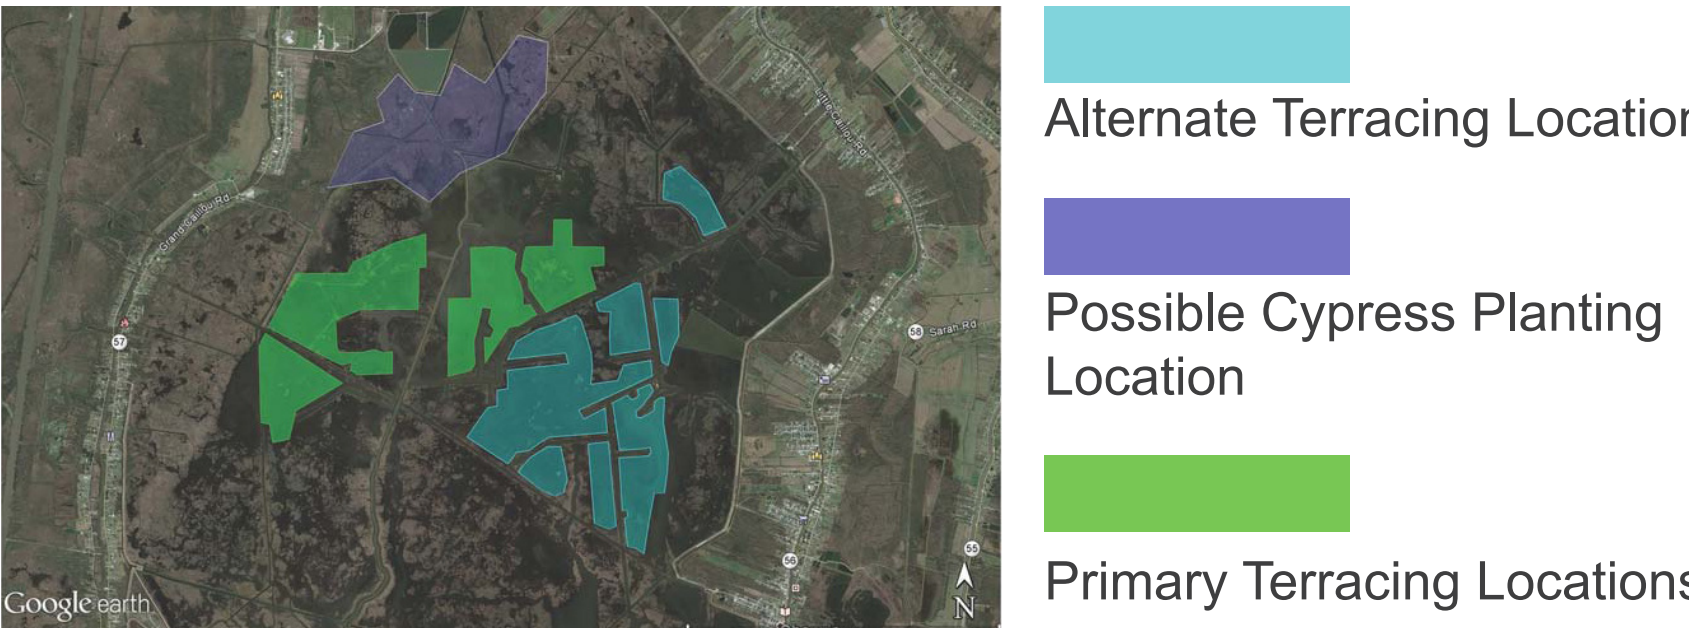 Alternate Terracing Location
Possible Cypress Planting
Location
Primary Terracing Locations
Little Caillou Rd
Grand Caillou Rd
57
58 Sarah Rd
56
55
N
Google earth